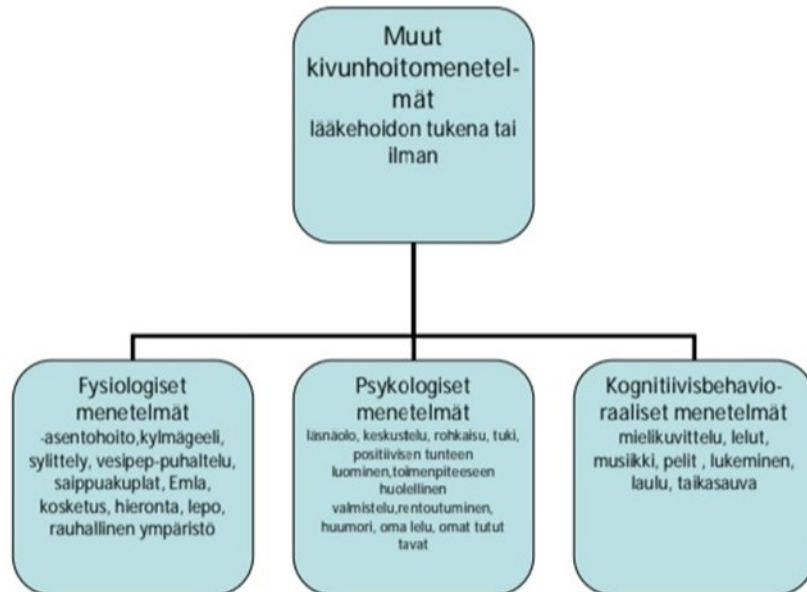 Muut
kivunhoitomenetel-
mät
lääkehoidon tukena tai
ilman
Fysiologiset
menetelmät
-asentohoito,kylmägeeli,
sylittely, vesipep-puhaltelu,
saippuakuplat, Emla,
kosketus, hieronta, lepo,
rauhallinen ympäristö
Psykologiset
menetelmät
läsnäolo, keskustelu, rohkaisu, tuki,
positiivisen tunteen
luominen,toimenpiteeseen
huolellinen
valmistelu,rentoutuminen,
huumori, oma lelu, omat tutut
tavat
Kognitiivisbehavio-
raaliset menetelmät
mielikuvittelu, lelut,
musiikki, pelit , lukeminen,
laulu, taikasauva